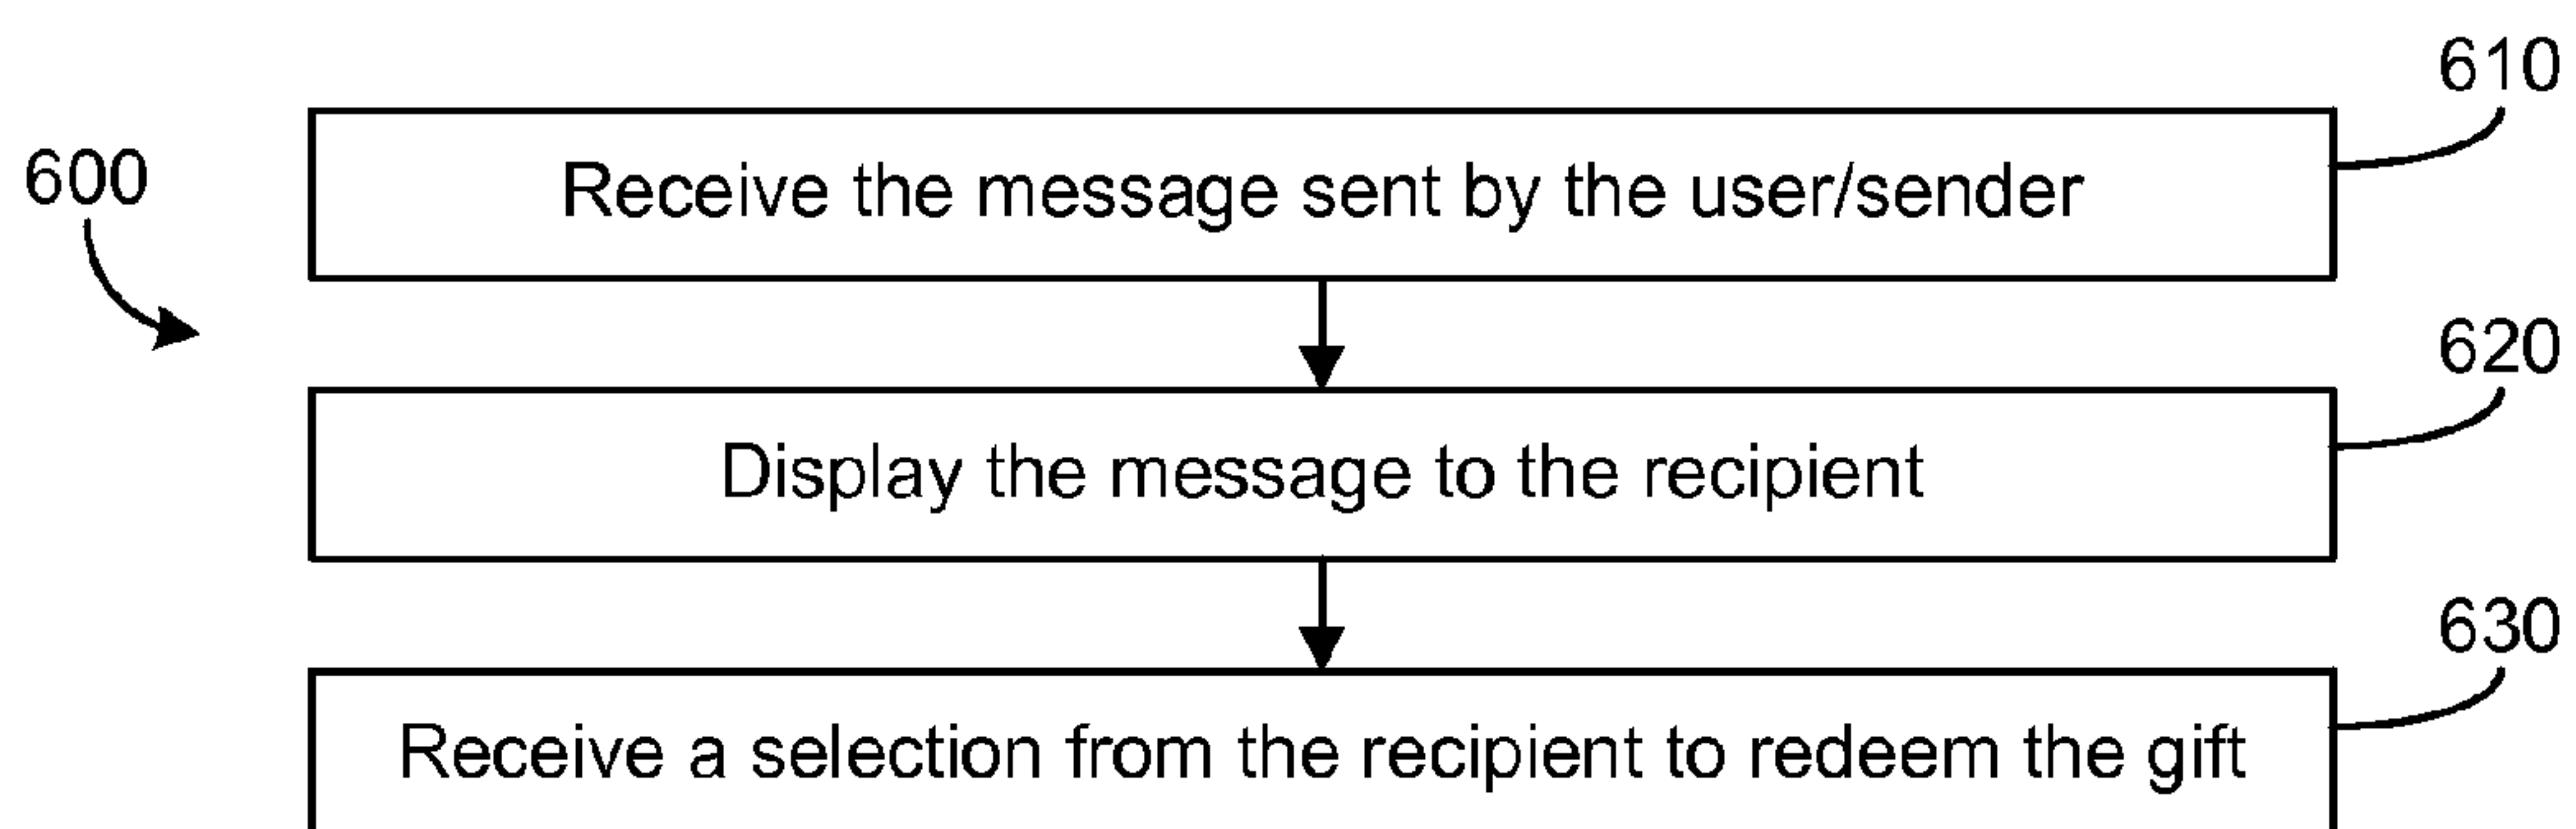 610
600
Receive the message sent by the user/sender
620
Display the message to the recipient
630
Receive a selection from the recipient to redeem the gift